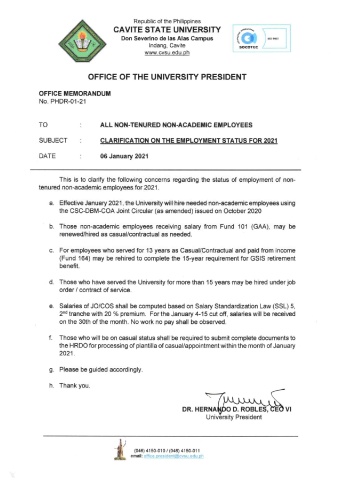 Republic of the Philippines
CAVITE STATE UNIVERSITY
Don Severino de las Alas Campus
Indang, Cavite
www.cvsu.edu.ph
SOCOTEC
OFFICE OF THE UNIVERSITY PRESIDENT
OFFICE MEMORANDUM
No. PHDR-01-21
TO : ALL NON-TENURED NON-ACADEMIC EMPLOYEES
SUBJECT : CLARIFICATION ON THE EMPLOYMENT STATUS FOR 2021
DATE : 06 January 2021
This is to clarify the following concerns regarding the status of employment of non-
tenured non-academic employees for 2021.
a. Effective January 2021, the University will hire needed non-academic employees using
the CSC-DBM-COA Joint Circular (as amended) issued on October 2020
b. Those non-academic employees receiving salary from Fund 101 (GAA), may be
renewed/hired as casual/contractual as needed.
c. For employees who served for 13 years as Casual/Contractual and paid from income
(Fund 164) may be rehired to complete the 15-year requirement for GSIS retirement
benefit.
d. Those who have served the University for more than 15 years may be hired under job
order / contract of service
e. Salaries of JO/COS shall be computed based on Salary Standardization Law (SSL) 5,
2nd tranche with 20 % premium. For the January 4-15 cut off, salaries will be received
on the 30th of the month. No work no pay shall be observed.
f. Those who will be on casual status shall be required to submit complete documents to
the HRDO for processing of plantilla of casual/appointment within the month of January
2021.
g. Please be guided accordingly.
h. Thank you.
DR. HERNANDO D. ROBLES, CEO VI
University President
(046) 4150-013 / (046) 4150-011
email: office.president@cvsu.edu.ph